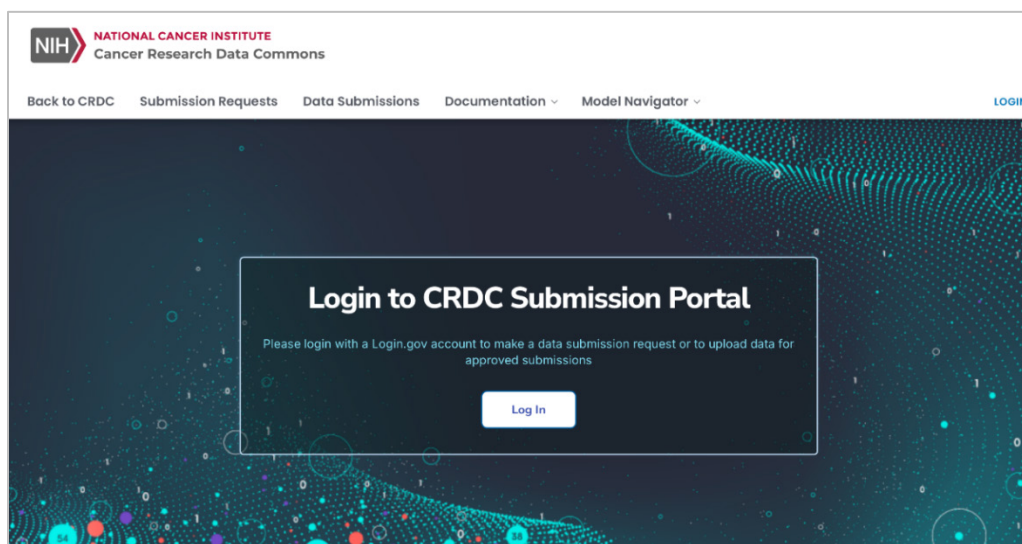 NIH
NATIONAL CANCER INSTITUTE
Cancer Research Data Commons
Back to CRDC Submission Requests Data Submissions Documentation Model Navigator
Login to CRDC Submission Portal
Please login with a Login.gov account to make a data submission request or to upload data for
approved submissions
Log In
54
38